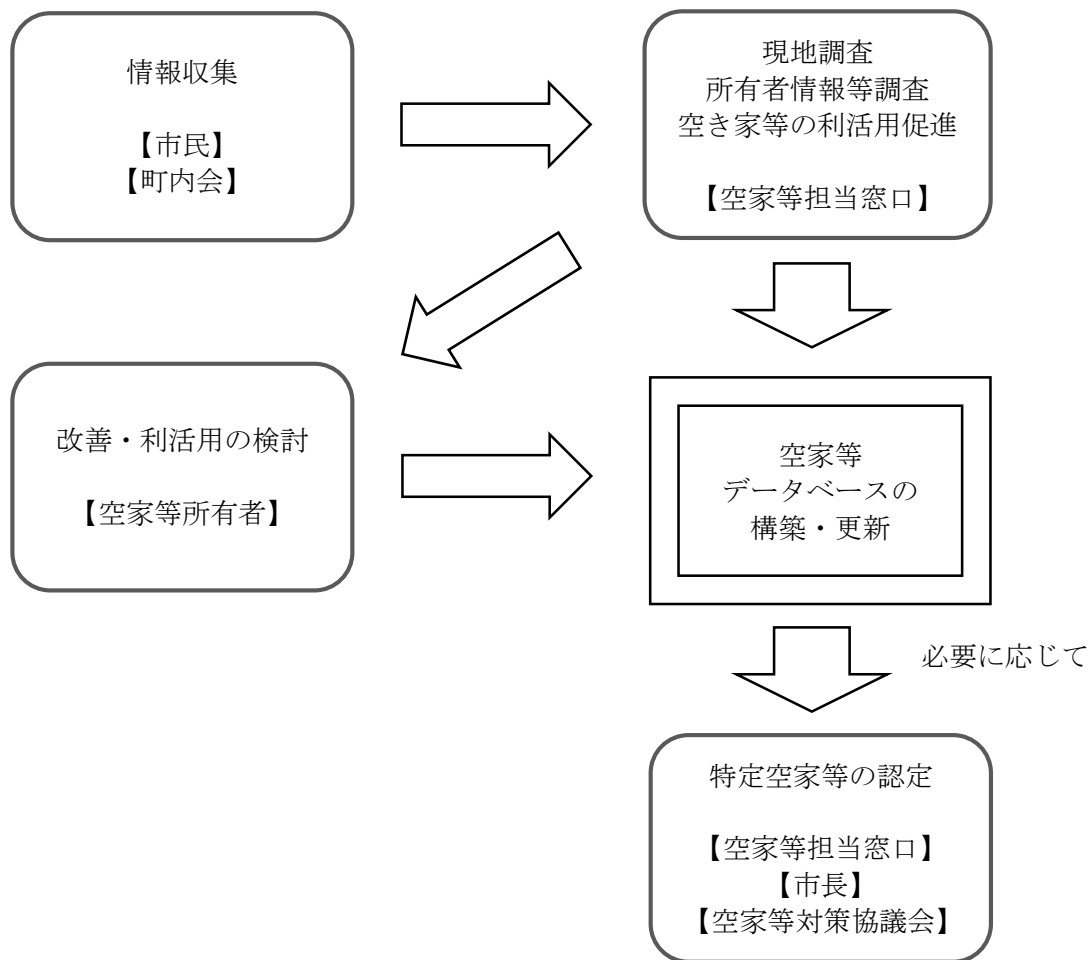 情報収集
【市民】
【町内会】
現地調査
所有者情報等調査
空き家等の利活用促進
【空家等担当窓口】
改善・利活用の検討
【空家等所有者】
空家等
データベースの
構築・更新
必要に応じて
特定空家等の認定
【空家等担当窓口】
【市長】
【空家等対策協議会】